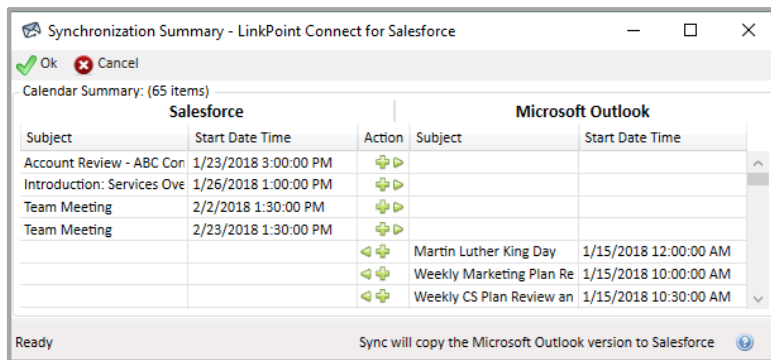 Synchronization Summary - LinkPoint Connect for Salesforce
Ok Cancel
Calendar Summary: (65 items)
Salesforce Microsoft Outlook
Subject Start Date Time Action Subject Start Date Time
Account Review - ABC Con 1/23/2018 3:00:00 PM
Introduction: Services Ove 1/26/2018 1:00:00 PM
Team Meeting 2/2/2018 1:30:00 PM
Team Meeting 2/23/2018 1:30:00 PM
Martin Luther King Day 1/15/2018 12:00:00 AM
Weekly Marketing Plan Re 1/15/2018 10:00:00 AM
Weekly CS Plan Review an 1/15/2018 10:30:00 AM
Ready Sync will copy the Microsoft Outlook version to Salesforce